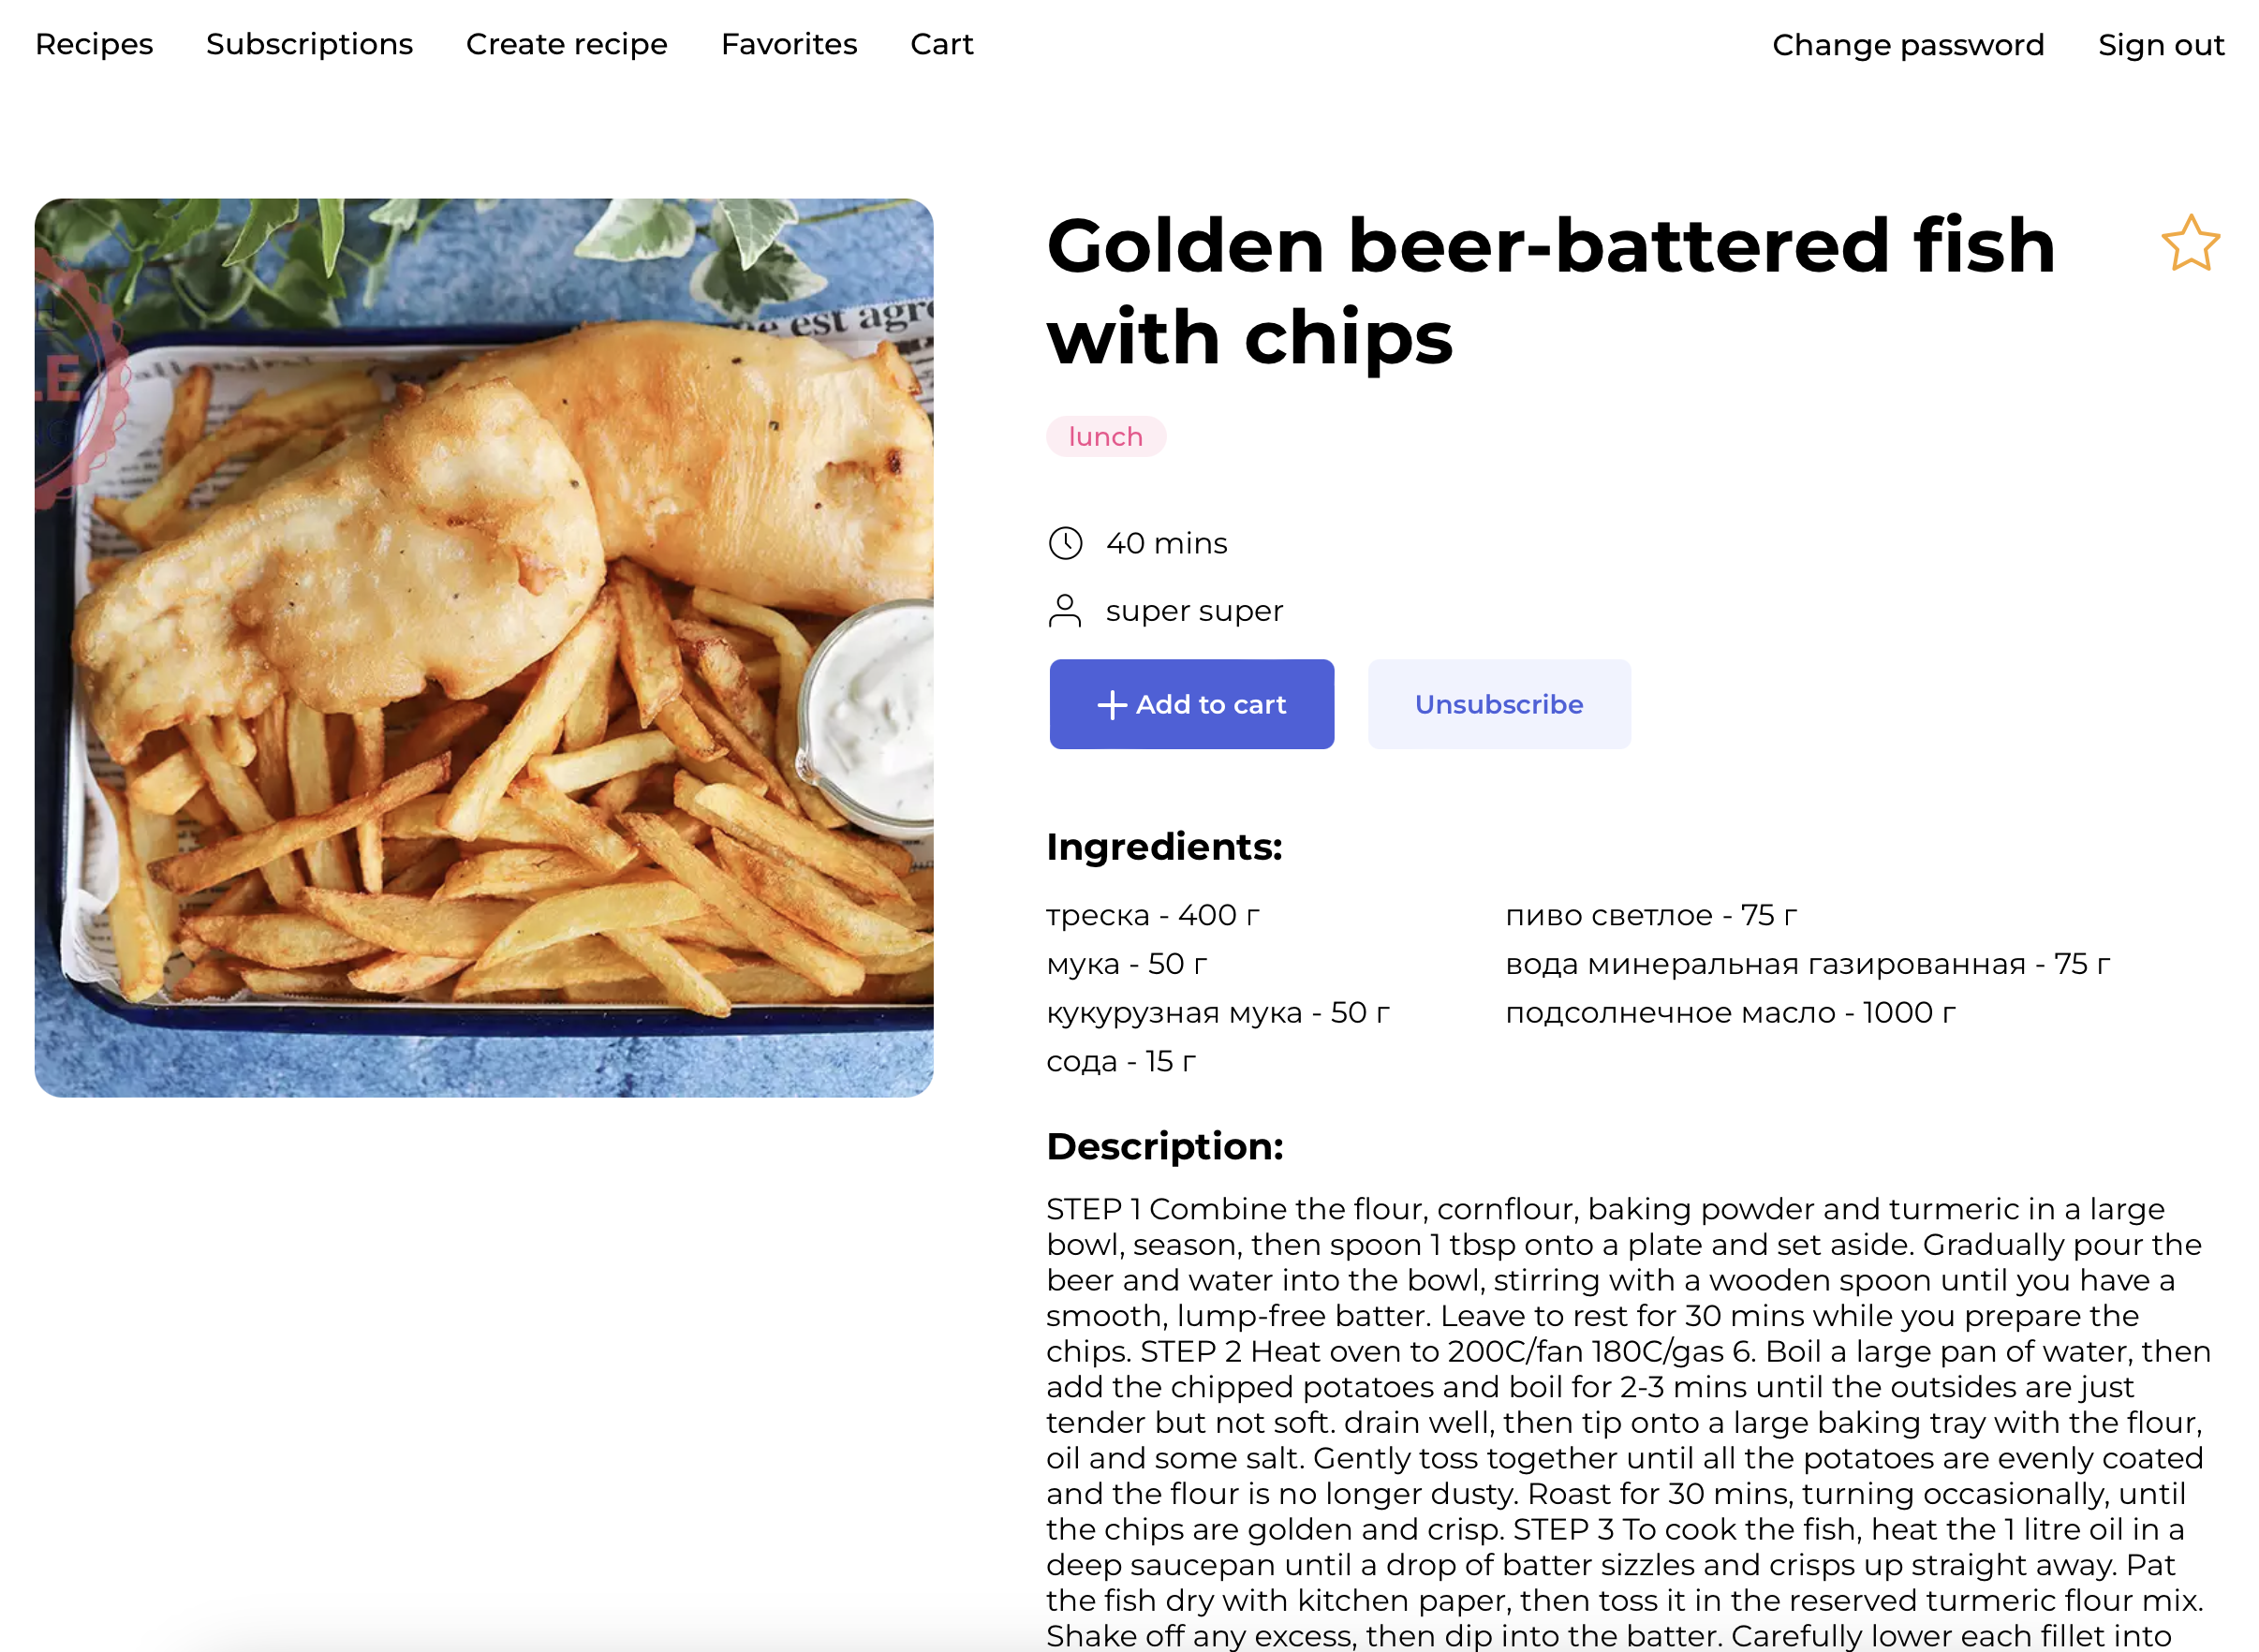 Recipes Subscriptions Create recipe Favorites Cart Change password Sign out
Golden beer-battered fish
with chips
lunch
40 mins
super super
Add to cart Unsubscribe
Ingredients:
треска - 400 г
мука - 50 г
кукурузная мука - 50 г
сода - 15 г
пиво светлое - 75 г
вода минеральная газированная - 75 г
подсолнечное масло - 1000 г
Description:
STEP 1 Combine the flour, cornflour, baking powder and turmeric in a large
bowl, season, then spoon 1 tbsp onto a plate and set aside. Gradually pour the
beer and water into the bowl, stirring with a wooden spoon until you have a
smooth, lump-free batter. Leave to rest for 30 mins while you prepare the
chips. STEP 2 Heat oven to 200C/fan 180C/gas 6. Boil a large pan of water, then
add the chipped potatoes and boil for 2-3 mins until the outsides are just
tender but not soft. drain well, then tip onto a large baking tray with the flour,
oil and some salt. Gently toss together until all the potatoes are evenly coated
and the flour is no longer dusty. Roast for 30 mins, turning occasionally, until
the chips are golden and crisp. STEP 3 To cook the fish, heat the 1 litre oil in a
deep saucepan until a drop of batter sizzles and crisps up straight away. Pat
the fish dry with kitchen paper, then toss it in the reserved turmeric flour mix.
Shake off any excess, then dip into the batter. Carefully lower each fillet into
est agr